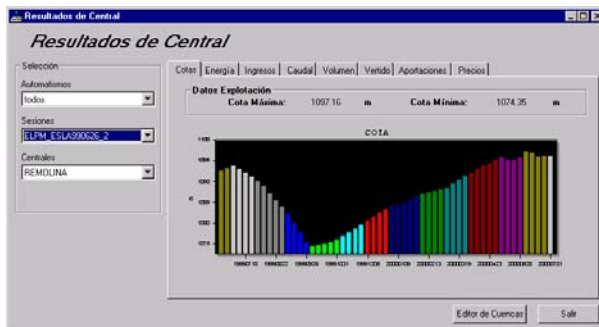 Resultados de Central
Resultados de Central
Selección
Automatismos
todos
Sesiones
ELPM_ESLA990626_2
Centrales
REMOLINA
Cotas Energía Ingresos Caudal Volumen Vertido Aportaciones Precios
Datos Explotación
Cota Máxima: 1097.16 m Cota Mínima: 1074.35 m
COTA
m
Editor de Cuencas Salir